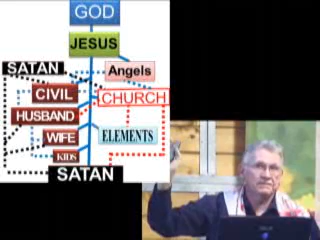 GOD
JESUS
SATAN
Angels
CIVIL
CHURCH
HUSBAND
WIFE
ELEMENTS
KIDS
SATAN